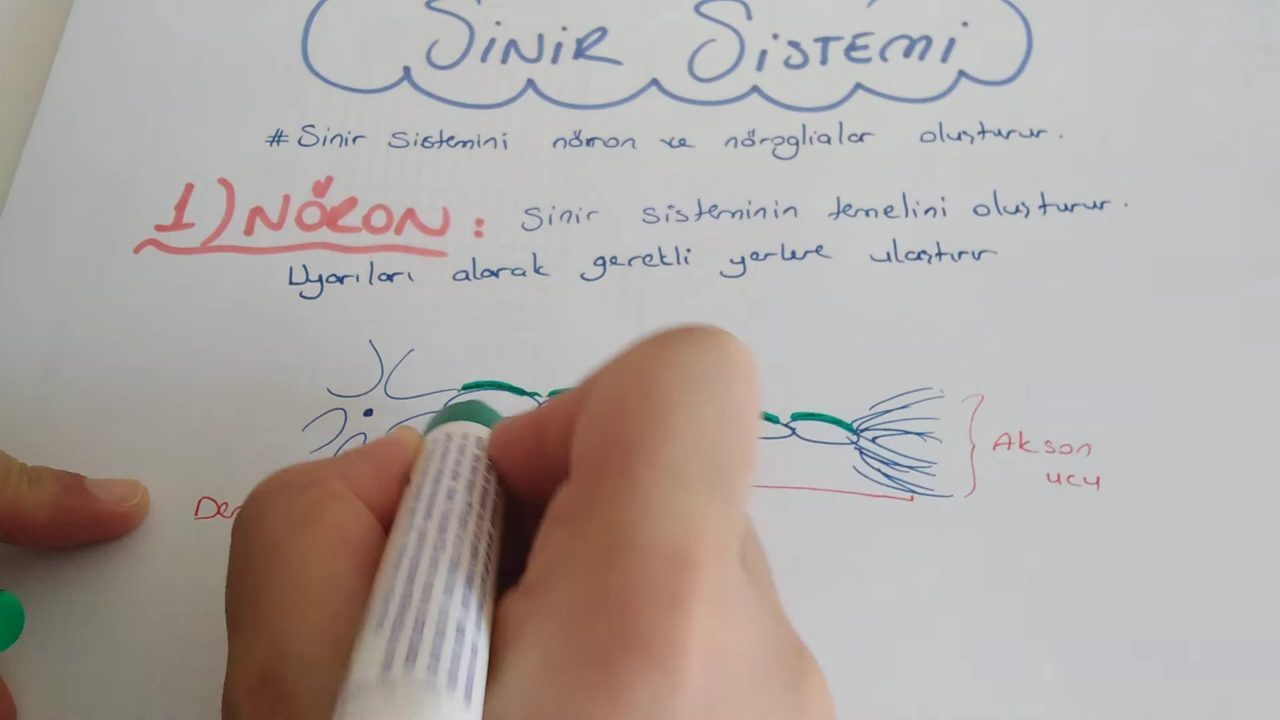 SiNiR SiSTEMi
# Sinir sistemini nöron ve nöroglialar oluşturur.
1) NÖRON : Sinir sisteminin temelini oluşturur.
Uyarıları alarak gerekli yerlere ulaştırır
Akson
ucu
De